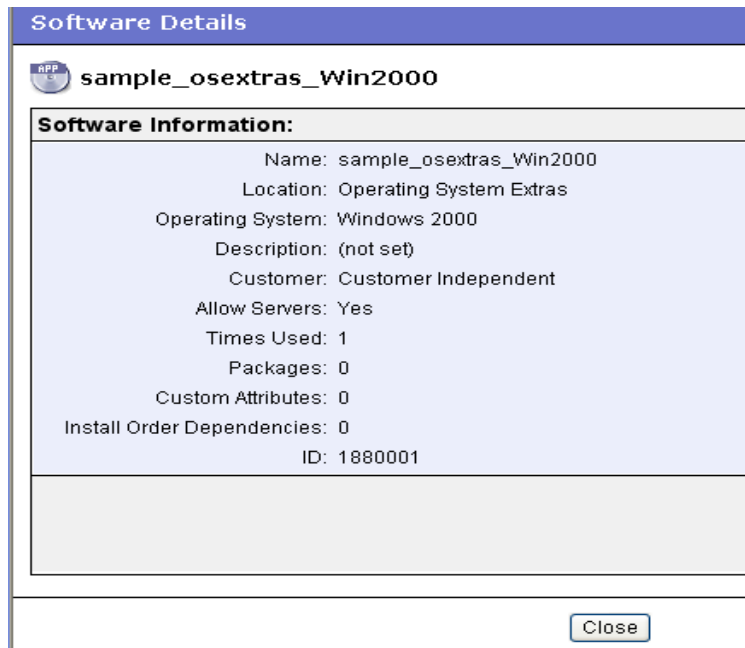 Software Details
APP
sample_osextras_Win2000
Software Information:
Name: sample_osextras_Win2000
Location: Operating System Extras
Operating System: Windows 2000
Description: (not set)
Customer: Customer Independent
Allow Servers: Yes
Times Used: 1
Packages: 0
Custom Attributes: 0
Install Order Dependencies: 0
ID: 1880001
Close